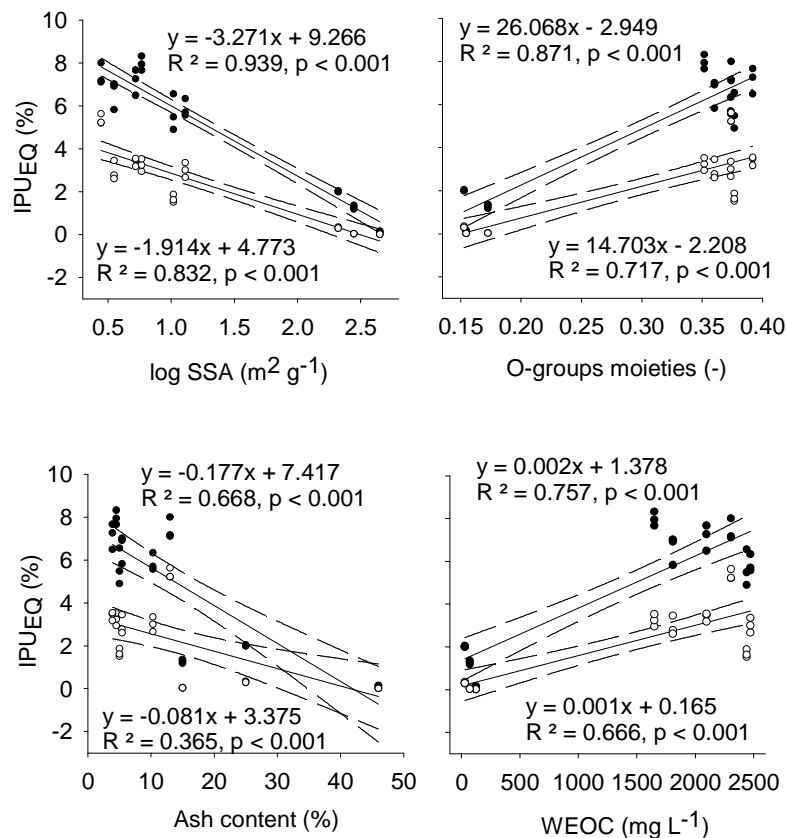 10
8
6
4
2
0
-2
IPUEQ (%)
y = -3.271x + 9.266
R ² = 0.939, p < 0.001
y = -1.914x + 4.773
R ² = 0.832, p < 0.001
0.5 1.0 1.5 2.0 2.5
log SSA (m2 g-1)
y = 26.068x - 2.949
R ² = 0.871, p < 0.001
y = 14.703x - 2.208
R ² = 0.717, p < 0.001
0.15 0.20 0.25 0.30 0.35 0.40
O-groups moieties (-)
10
8
6
4
2
0
-2
IPUEQ (%)
y = -0.177x + 7.417
R ² = 0.668, p < 0.001
y = -0.081x + 3.375
R ² = 0.365, p < 0.001
0 10 20 30 40 50
Ash content (%)
y = 0.002x + 1.378
R ² = 0.757, p < 0.001
y = 0.001x + 0.165
R ² = 0.666, p < 0.001
0 500 1000 1500 2000 2500
WEOC (mg L-1)